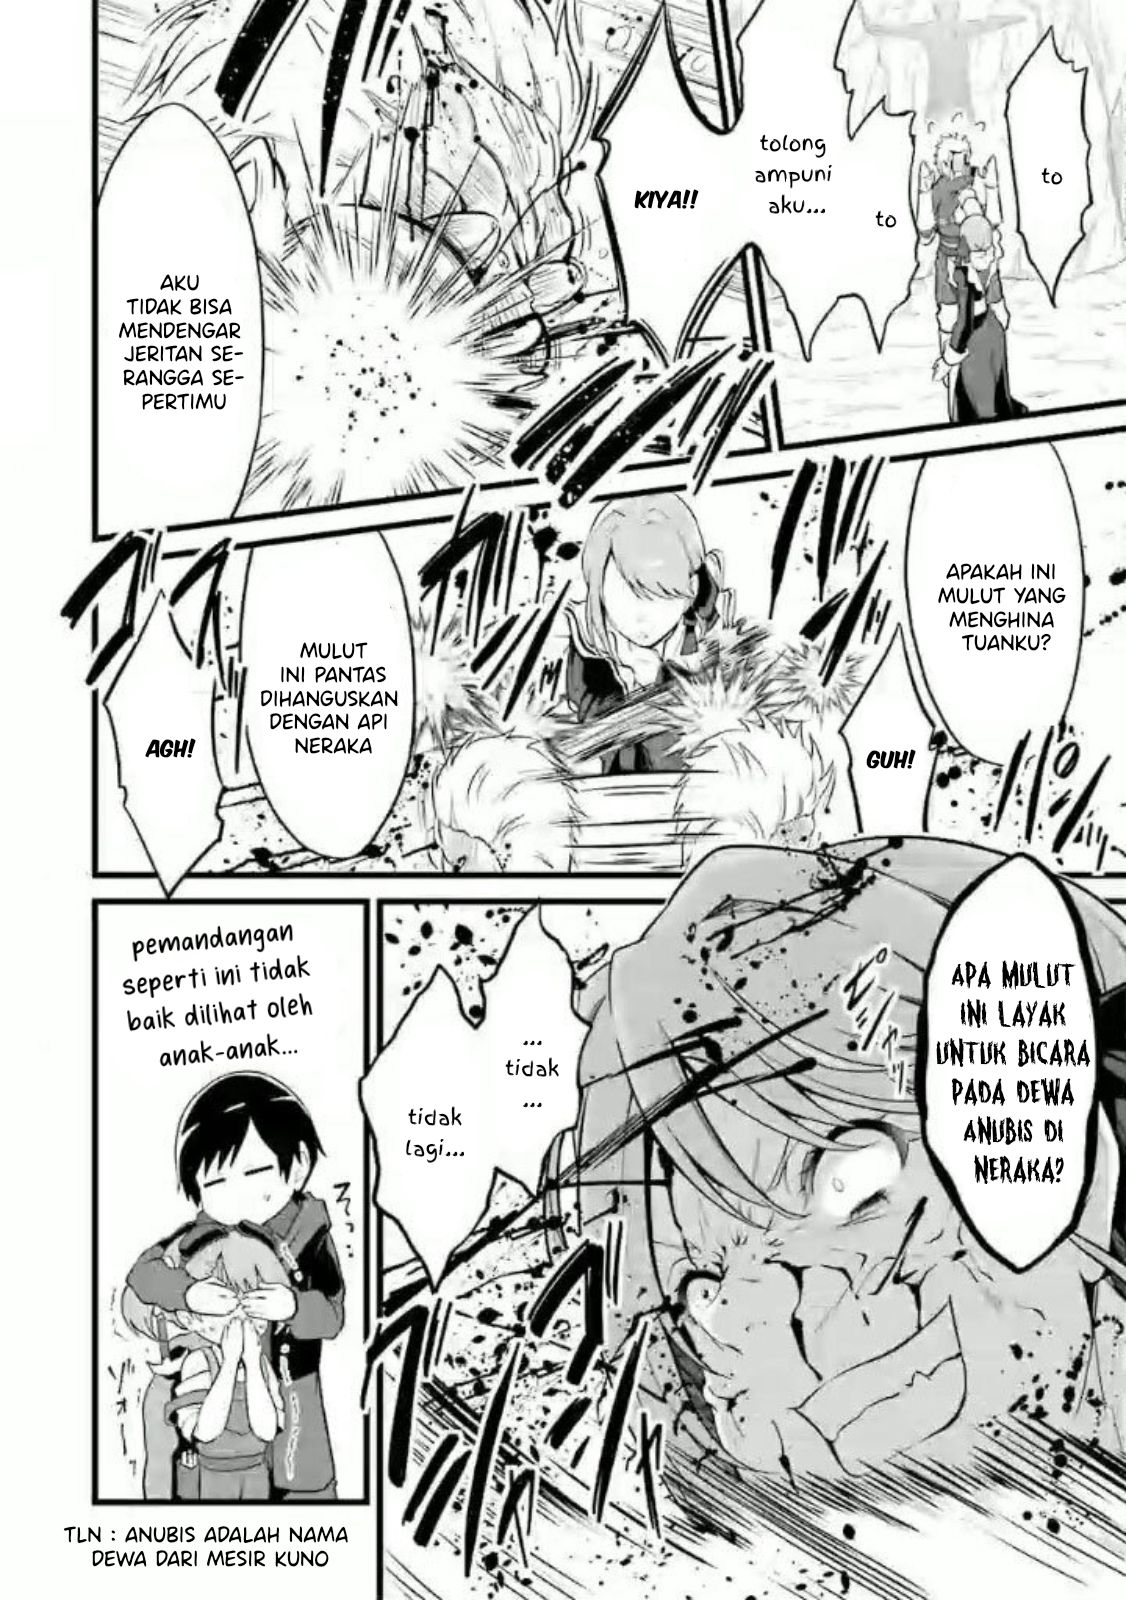 to
to
tolong
ampuni
aku...
KIYA!!
AKU
TIDAK BISA
MENDENGAR
JERITAN SE-
RANGGA SE-
PERTIMU
APAKAH INI
MULUT YANG
MENGHINA
TUANKU?
GUH!
MULUT
INI PANTAS
DIHANGUSKAN
DENGAN API
NERAKA
AGH!
APA MULUT
INI LAYAK
UNTUK BICARA
PADA DEWA
ANUBIS DI
NERAKA?
...
tidak
...
tidak
lagi...
pemandangan
seperti ini tidak
baik dilihat oleh
anak-anak...
TLN : ANUBIS ADALAH NAMA
DEWA DARI MESIR KUNO